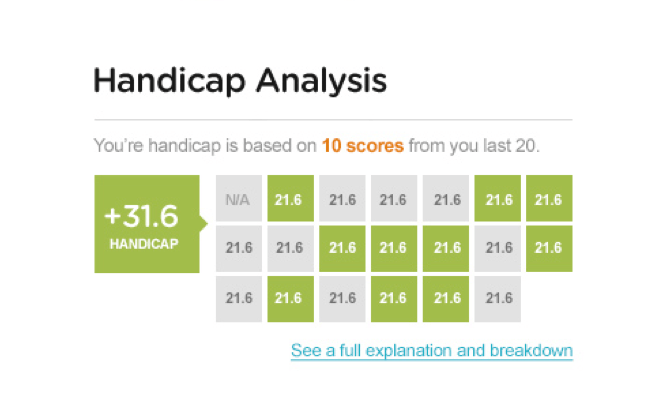 Handicap Analysis
You're handicap is based on 10 scores from you last 20.
+31.6
HANDICAP
N/A 21.6 21.6 21.6 21.6 21.6 21.6
21.6 21.6 21.6 21.6 21.6 21.6 21.6
21.6 21.6 21.6 21.6 21.6 21.6
See a full explanation and breakdown